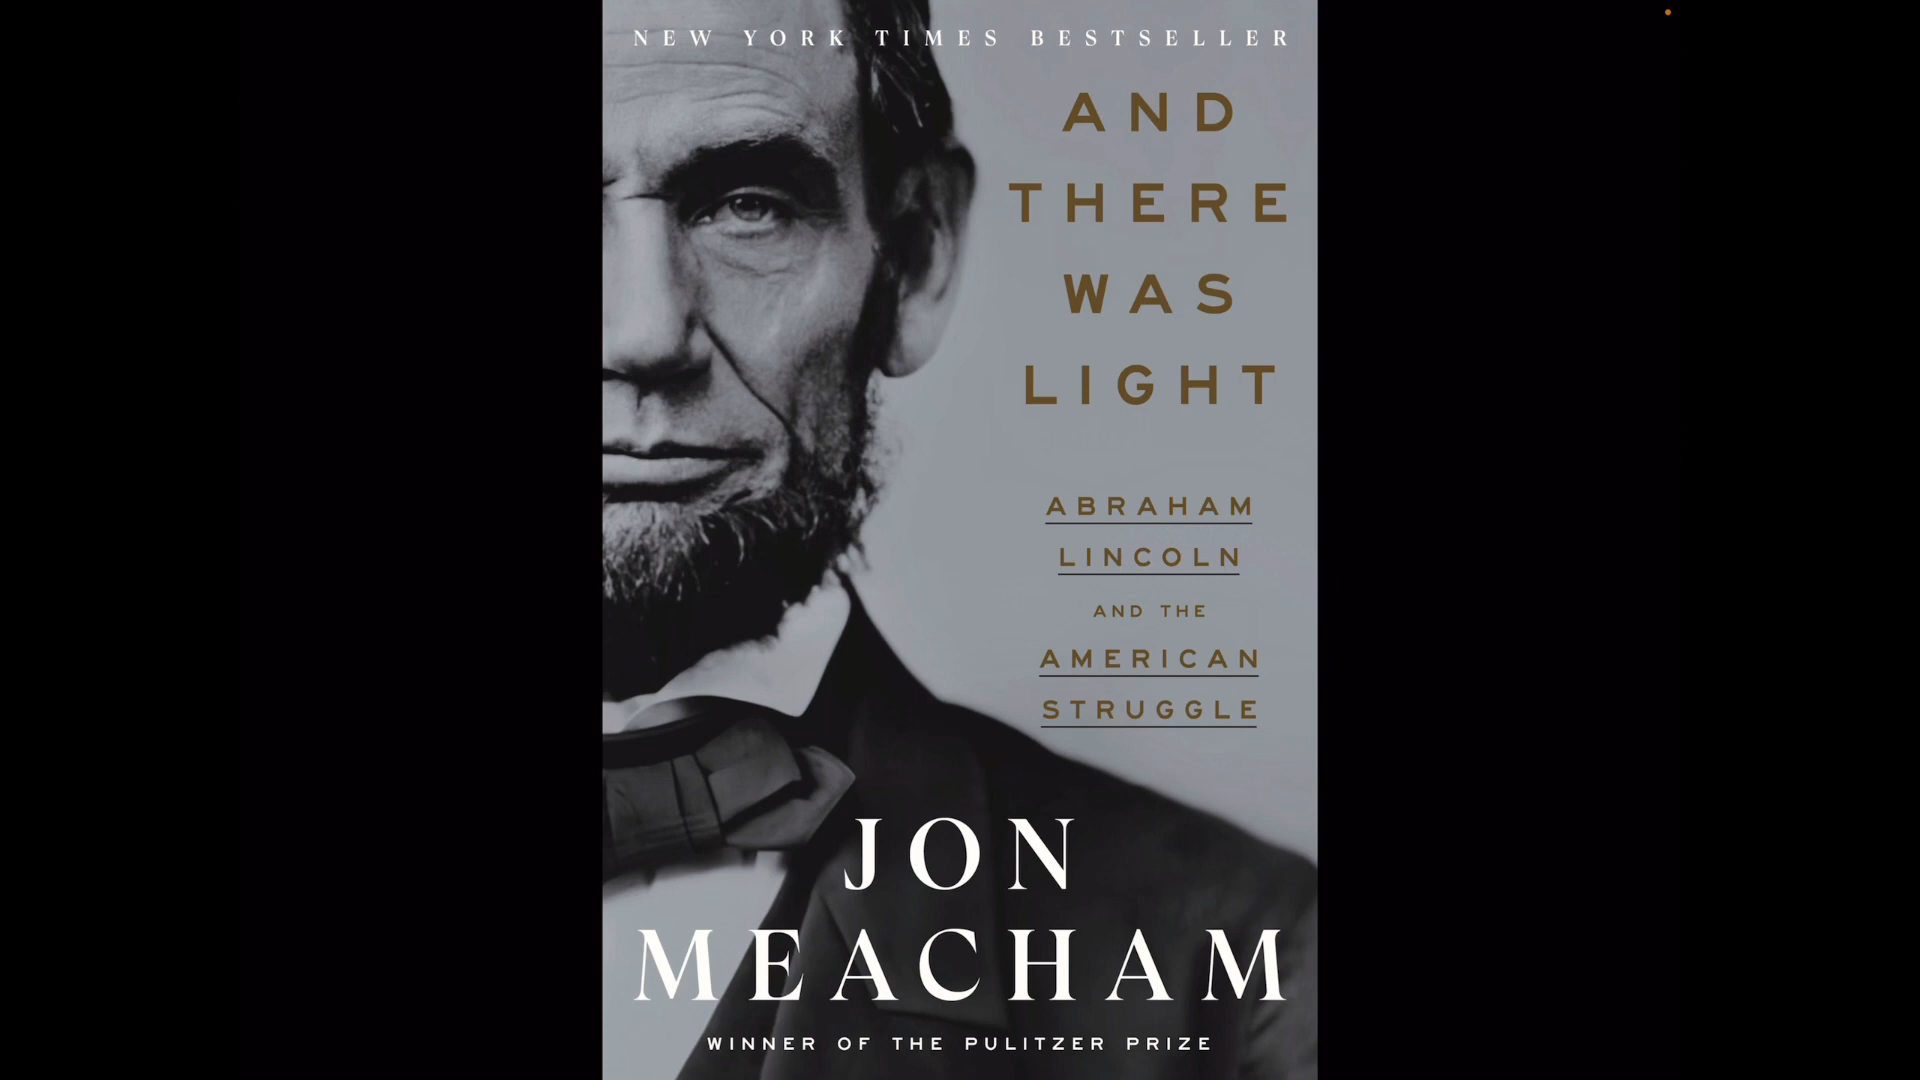 NEW YORK TIMES BESTSELLER
AND
THERE
WAS
LIGHT
ABRAHAM
LINCOLN
AND THE
AMERICAN
STRUGGLE
JON
MEACHAM
WINNER OF THE PULITZER PRIZE